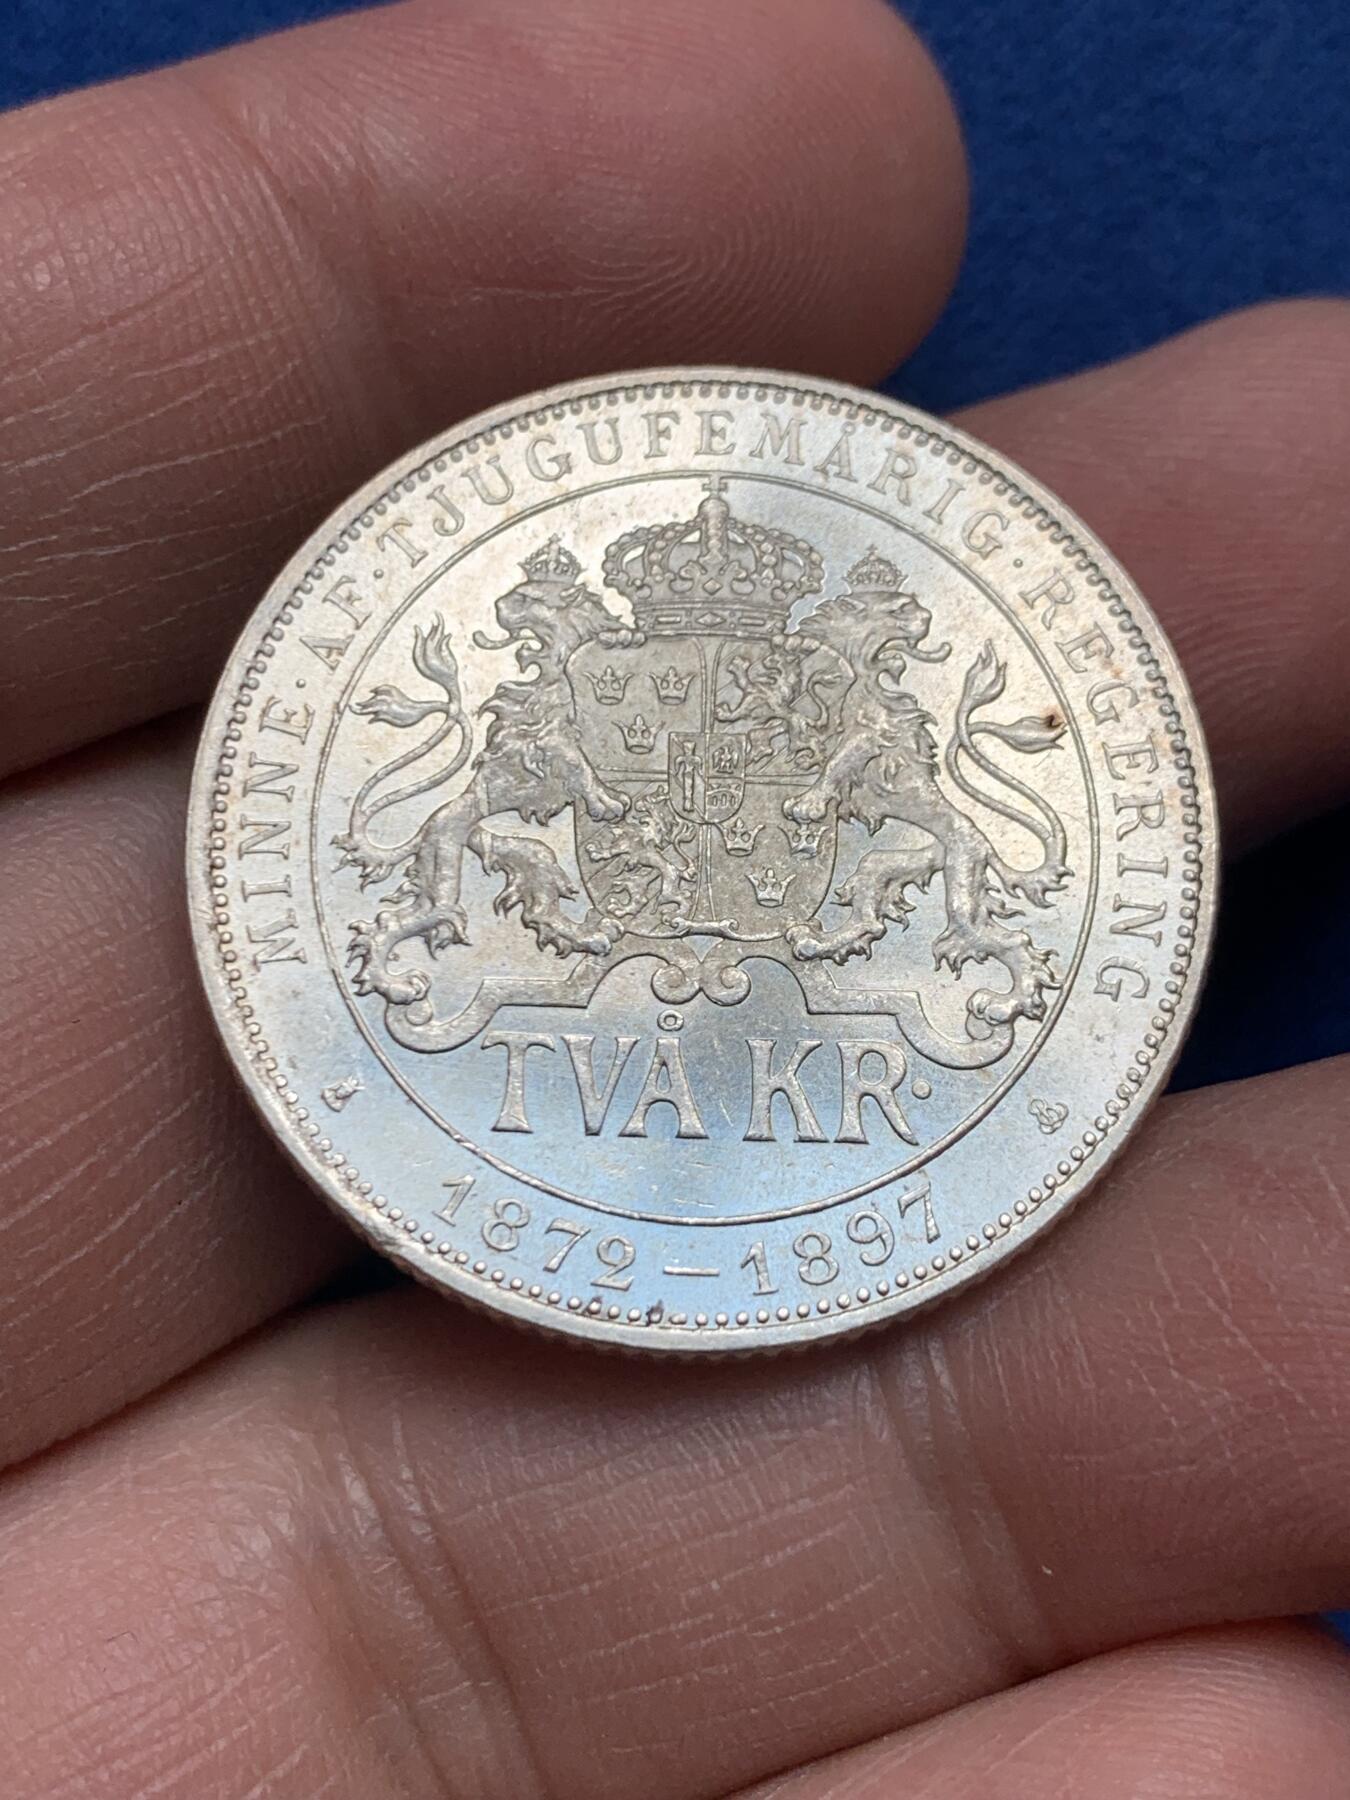 MINNE · AF · TJUGUFEMÅRIG · REGERING
TVÅ KR.
1872 – 1897